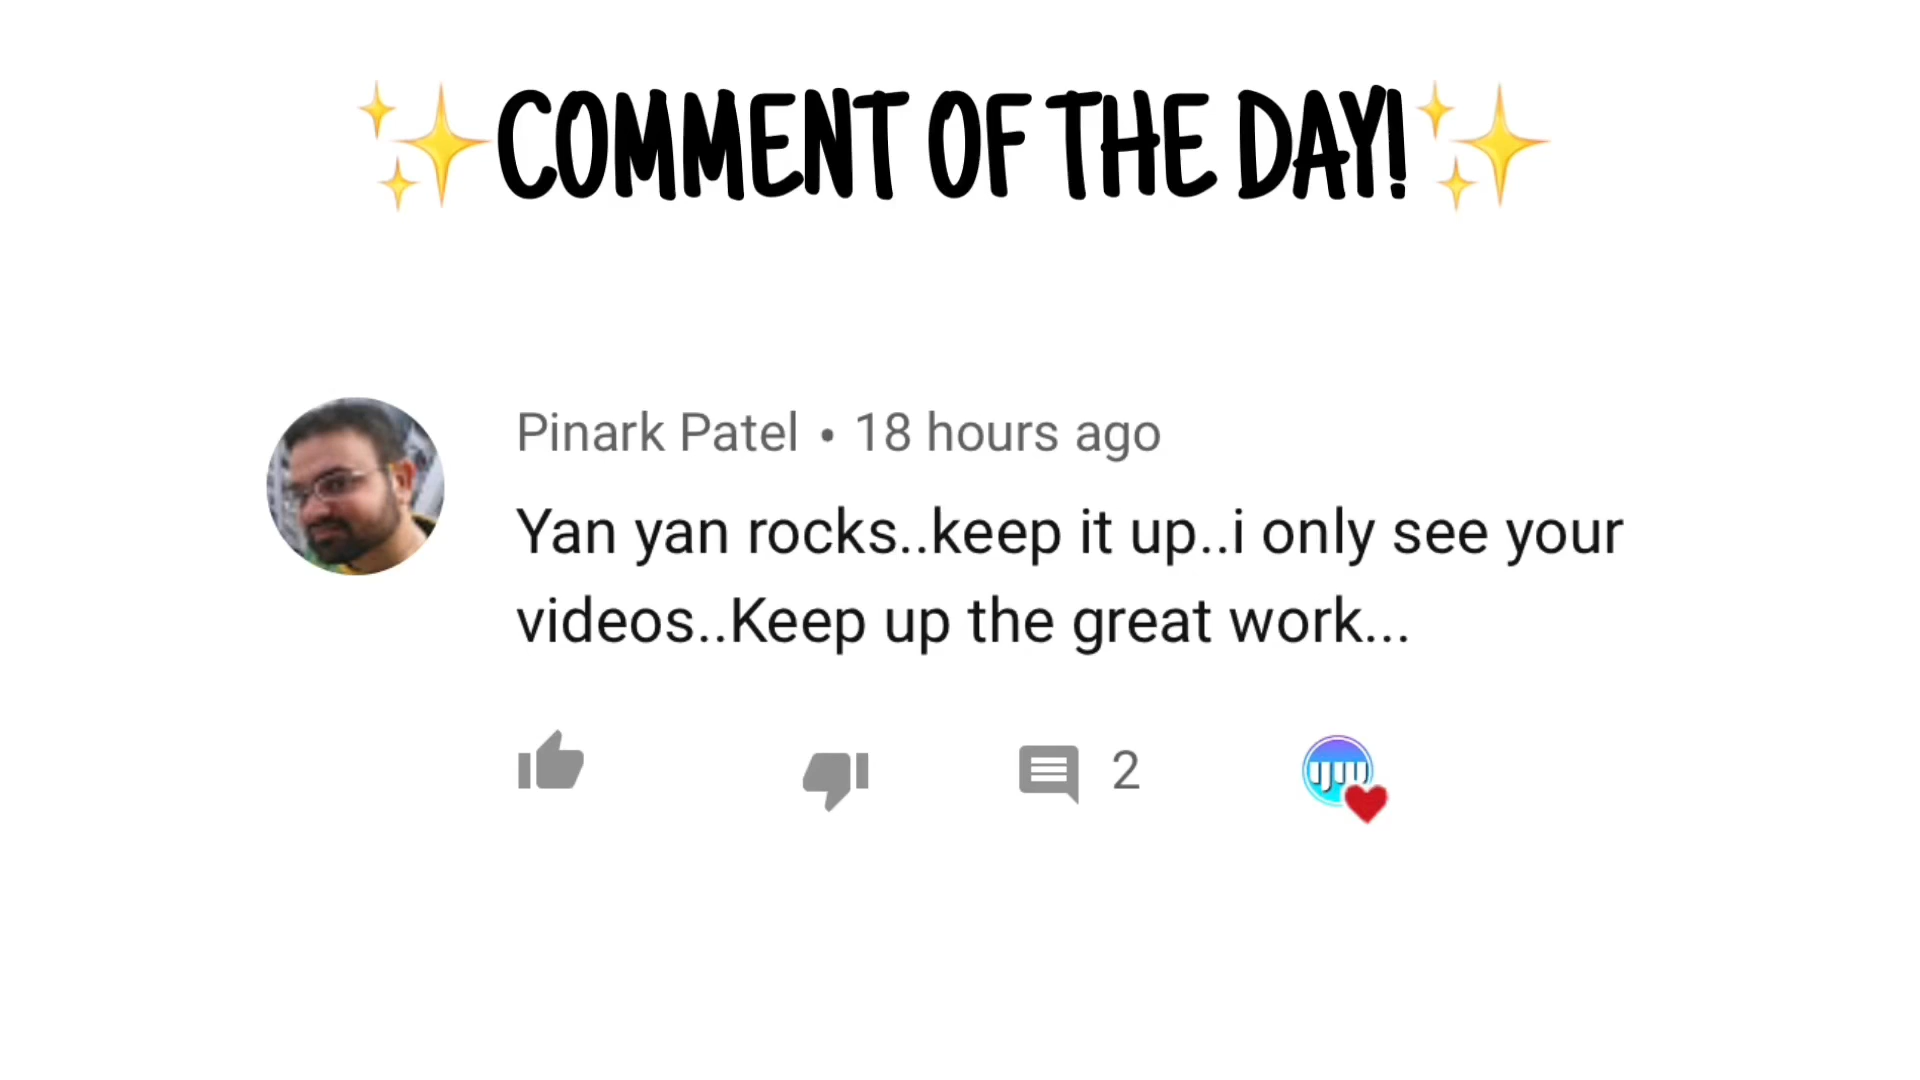 ✨COMMENT OF THE DAY!✨
Pinark Patel • 18 hours ago
Yan yan rocks..keep it up..i only see your
videos..Keep up the great work...
2